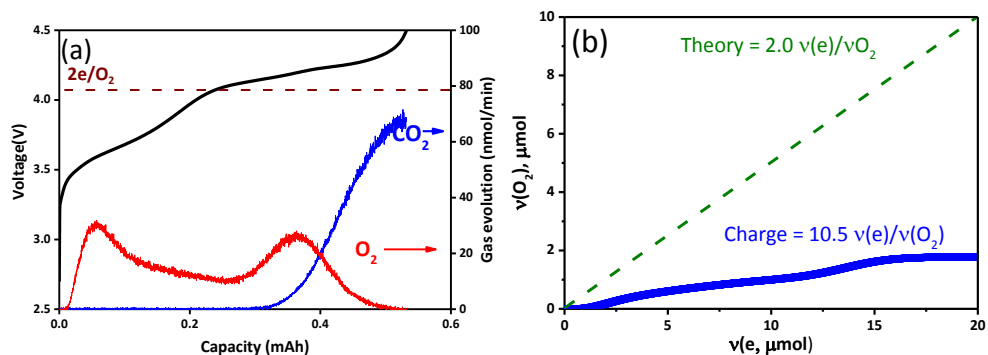 (a)
2e/O₂
CO₂
O₂
4.5
4.0
3.5
3.0
2.5
Voltage(V)
100
80
60
40
20
0
Gas evolution (nmol/min)
0.0 0.2 0.4 0.6
Capacity (mAh)
(b)
Theory = 2.0 ν(e)/νO₂
Charge = 10.5 ν(e)/ν(O₂)
10
8
6
4
2
0
ν(O₂), μmol
0 5 10 15 20
ν(e, μmol)